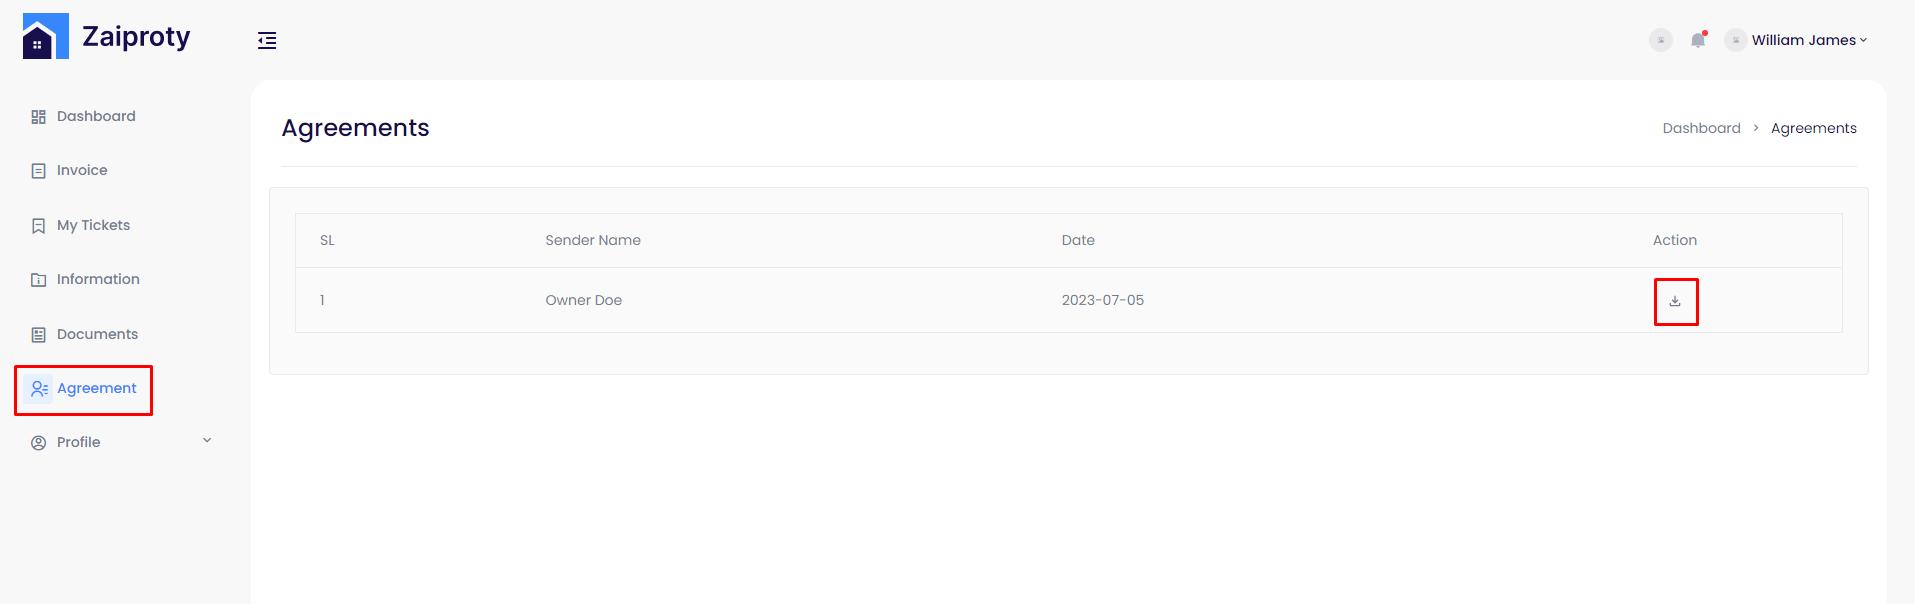 Zaiproty
William James
Dashboard
Invoice
My Tickets
Information
Documents
Agreement
Profile
Agreements
Dashboard > Agreements
SL Sender Name Date Action
1 Owner Doe 2023-07-05